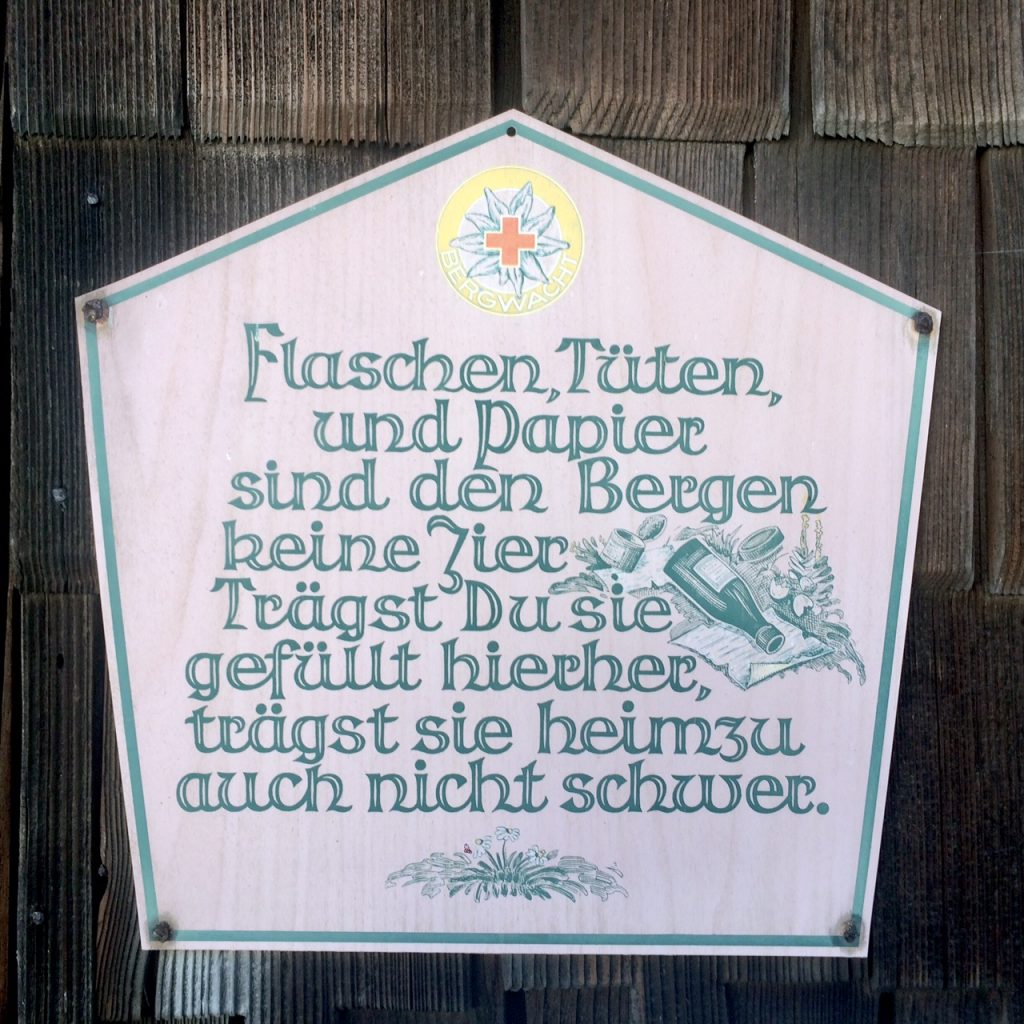 BERGWACHT
Flaschen, Tüten,
und Papier
sind den Bergen
keine Zier
Trägst Du sie
gefüllt hierher,
trägst sie heimzu
auch nicht schwer.